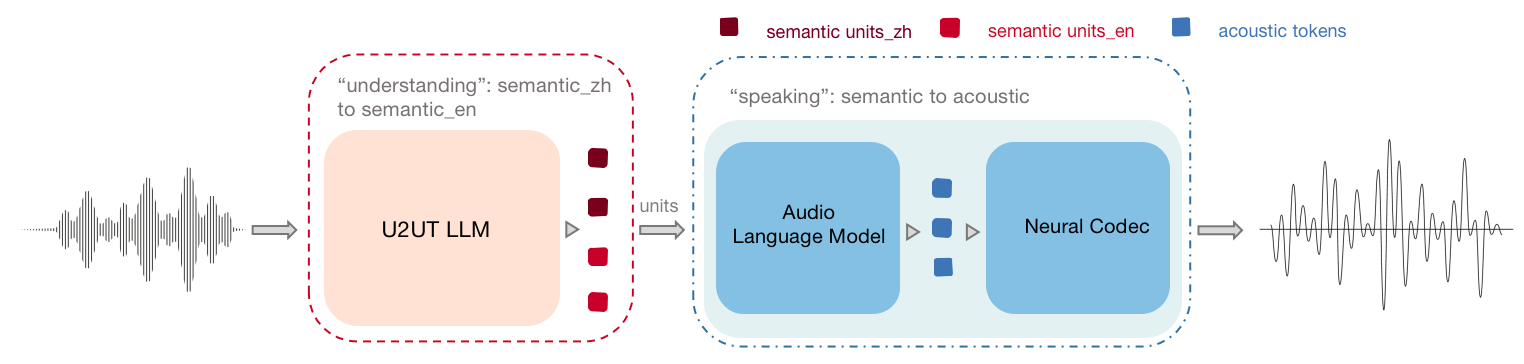 semantic units_zh
semantic units_en
acoustic tokens
“understanding”: semantic_zh
to semantic_en
U2UT LLM
units
“speaking”: semantic to acoustic
Audio
Language Model
Neural Codec